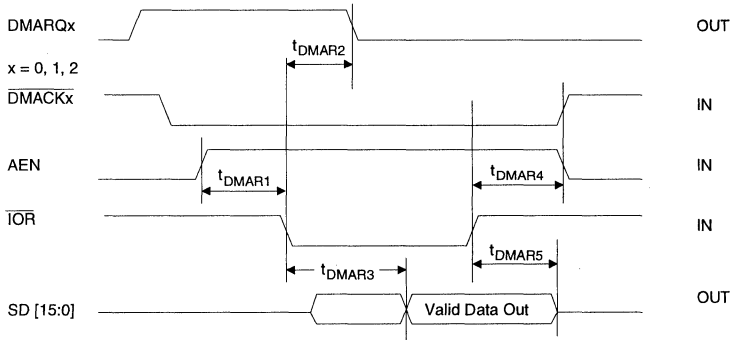 DMARQx OUT
tDMAR2
x = 0, 1, 2
DMACKx IN
AEN IN
tDMAR1 tDMAR4
IOR IN
tDMAR3 tDMAR5
SD [15:0] Valid Data Out OUT